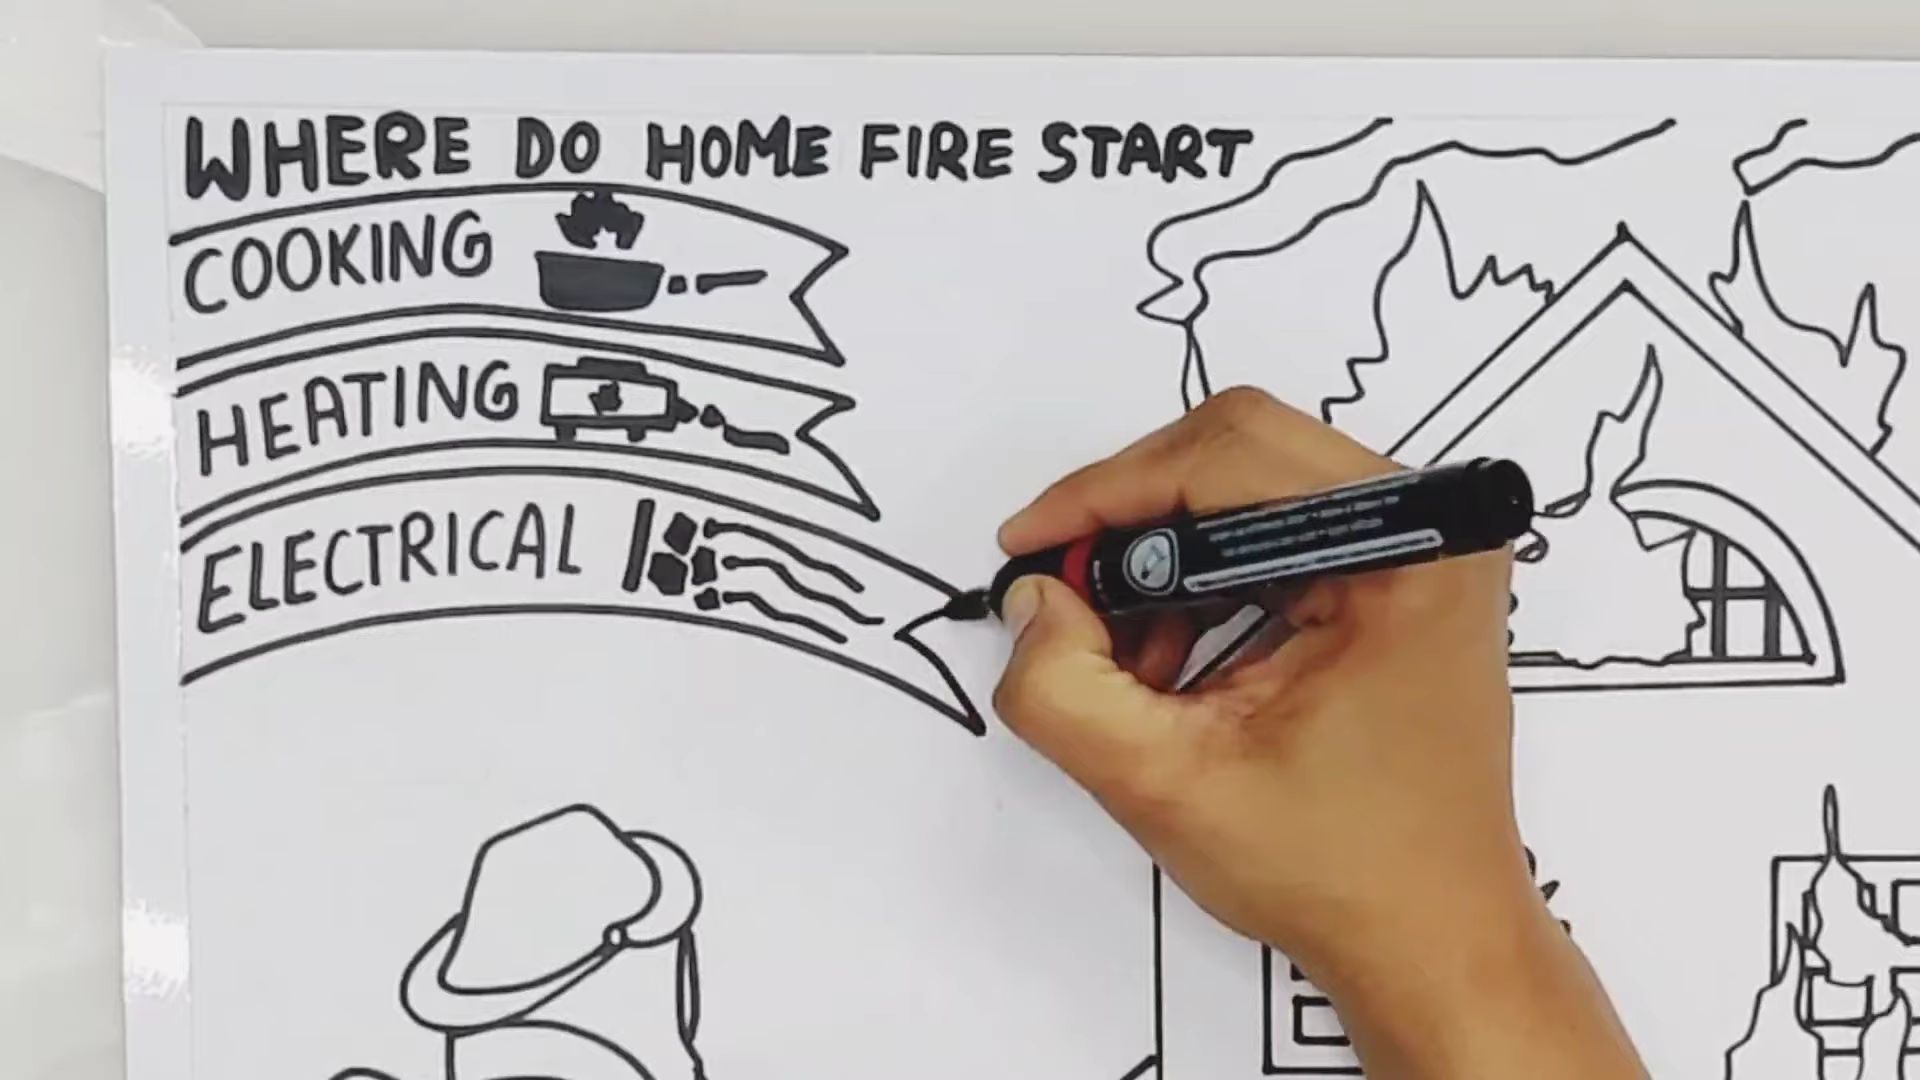 WHERE DO HOME FIRE START
COOKING
HEATING
ELECTRICAL